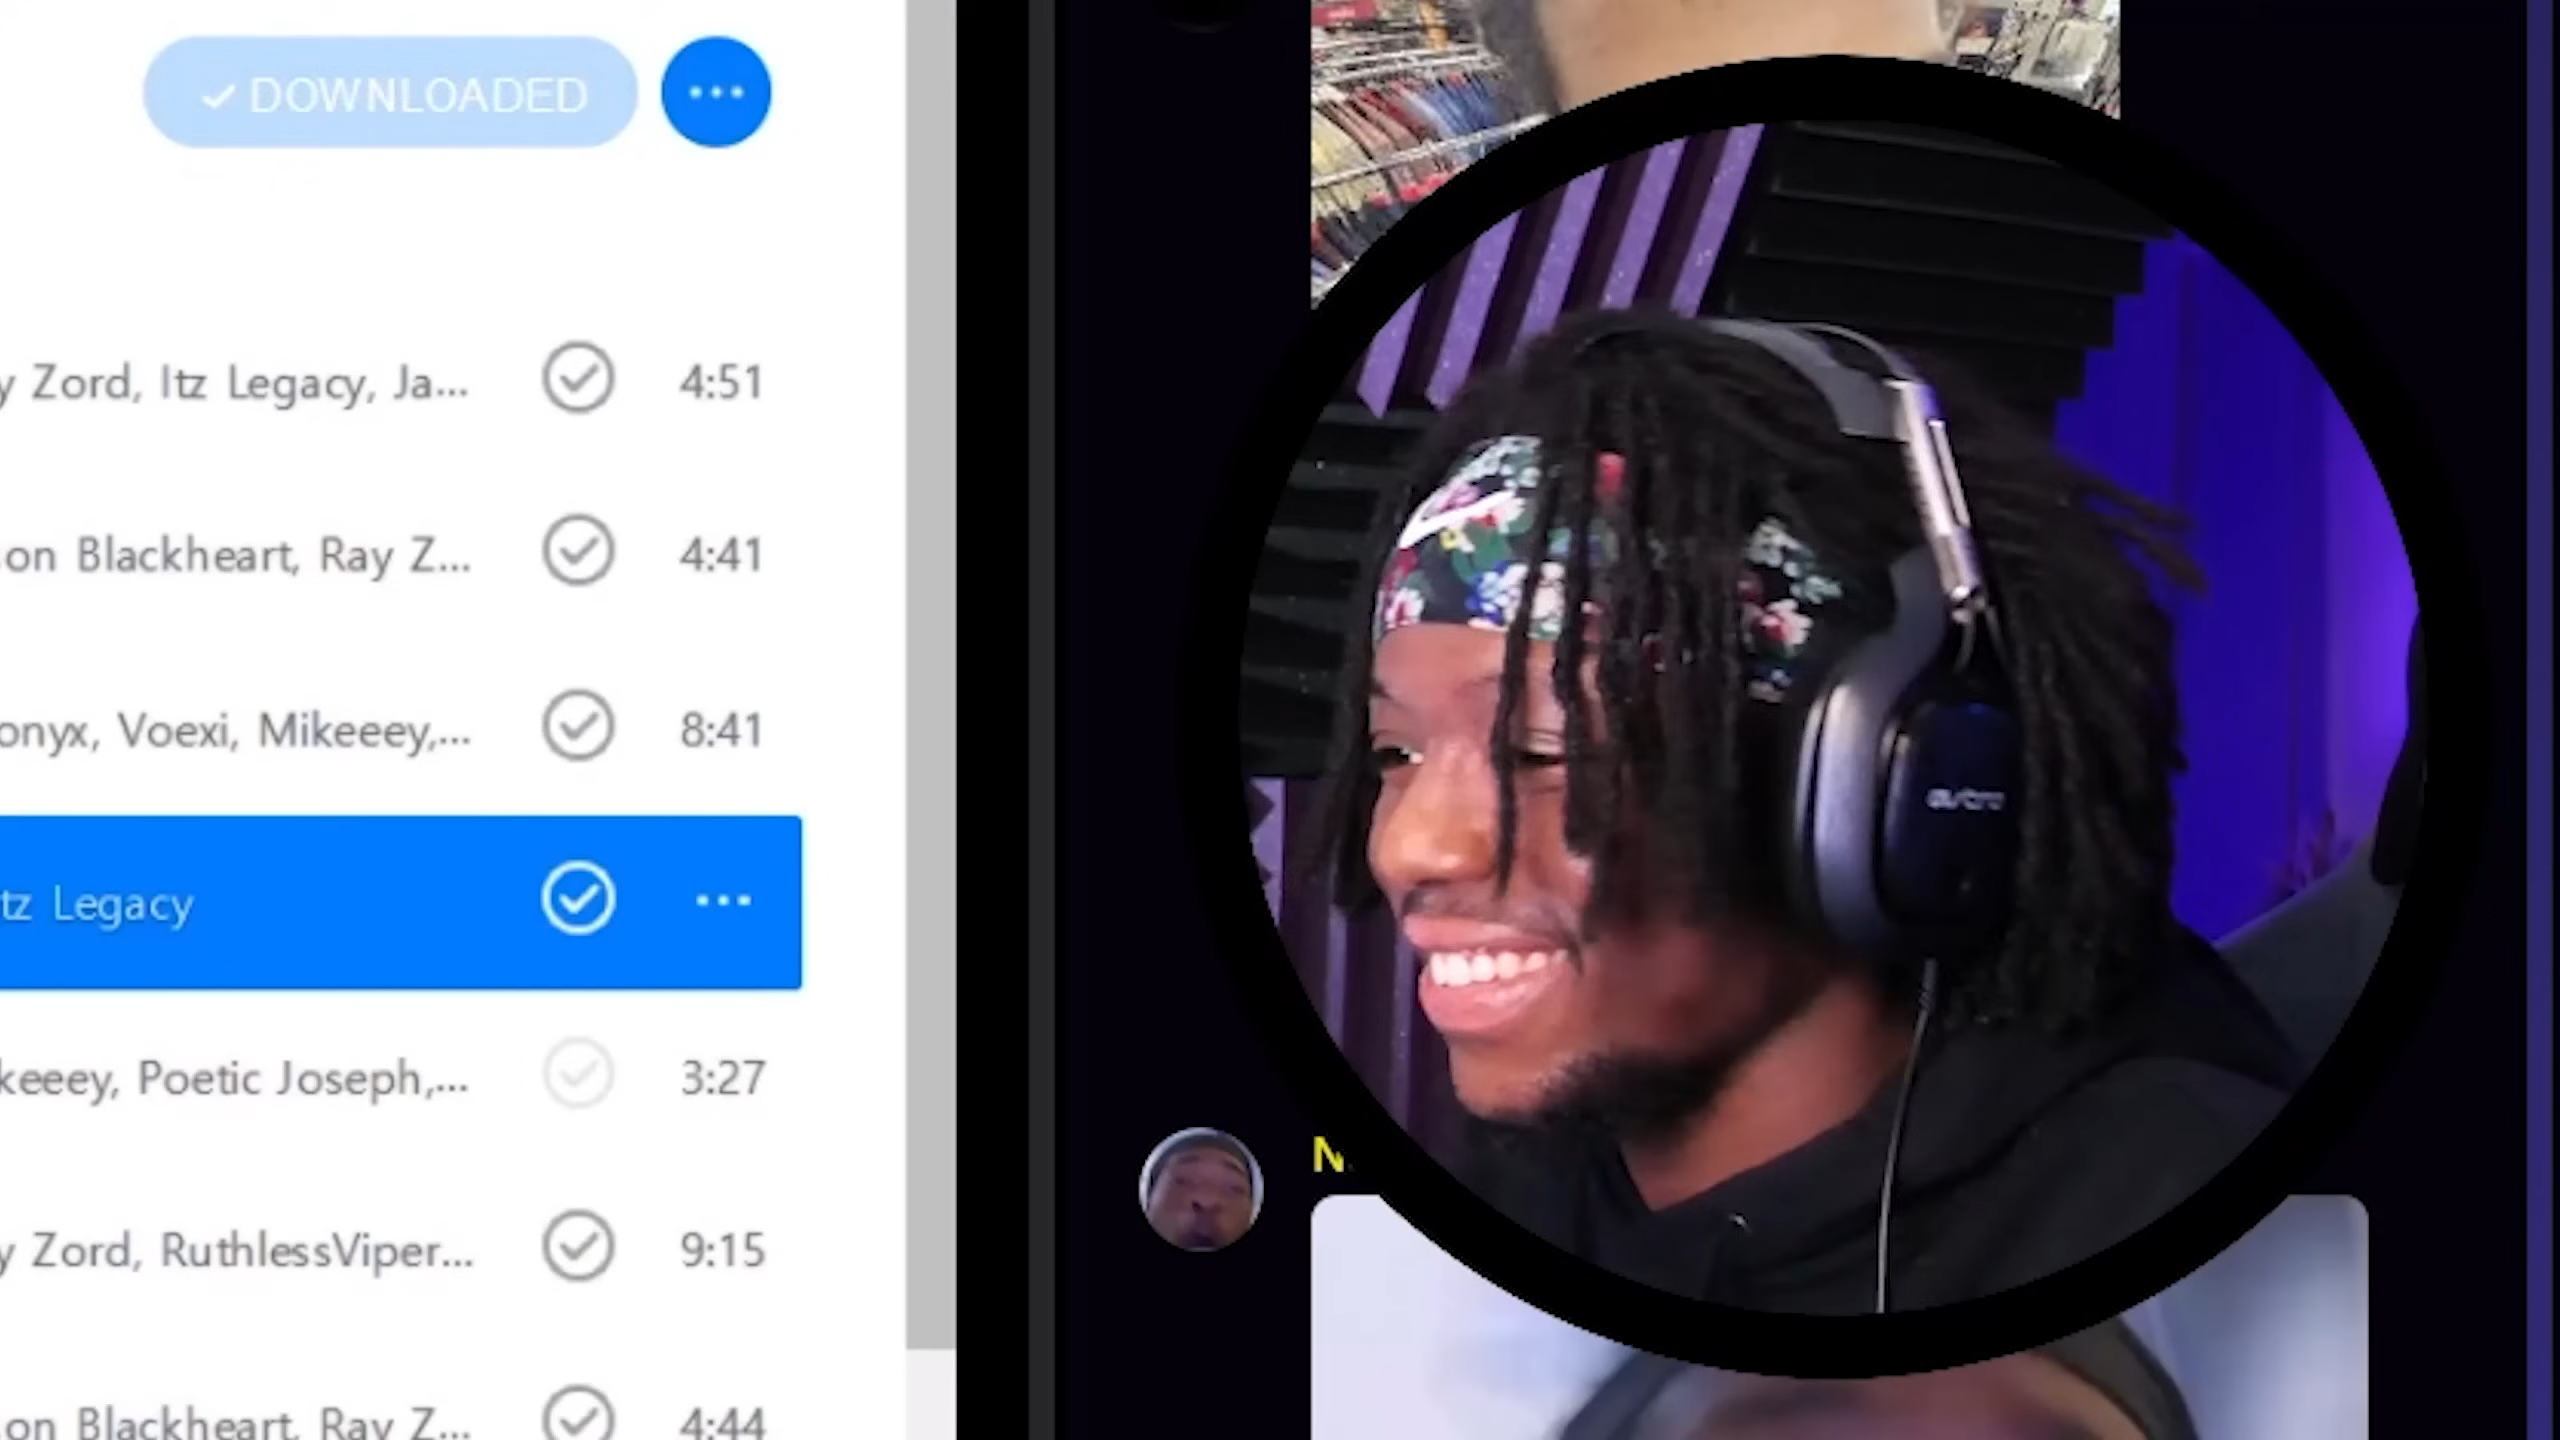 DOWNLOADED
y Zord, Itz Legacy, Ja... 4:51
on Blackheart, Ray Z... 4:41
onyx, Voexi, Mikeeey,... 8:41
tz Legacy
keeey, Poetic Joseph,... 3:27
y Zord, RuthlessViper... 9:15
on Blackheart, Ray Z... 4:44
N
astro